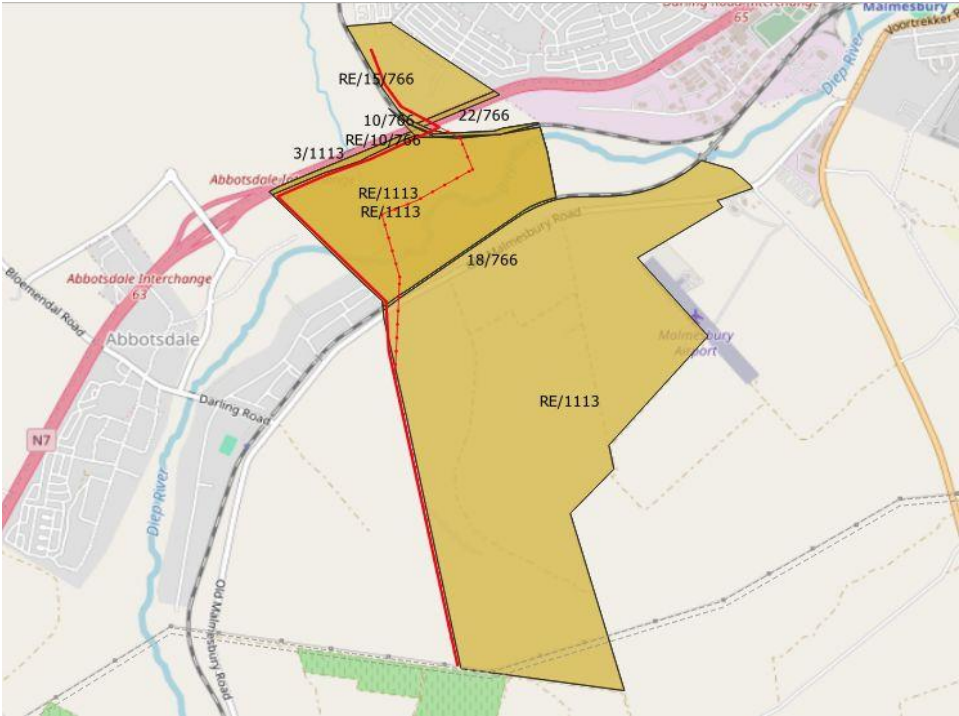 Darling Road Interchange
65
Malmesbury
Voortrekker R
Diep River
RE/15/766
10/766
22/766
RE/10/766
3/1113
Abbotsdale Inte
RE/1113
RE/1113
Malmesbury Road
18/766
Abbotsdale Interchange
63
Bloemendal Road
Abbotsdale
Malmesbury
Airport
Darling Road
RE/1113
N7
Diep River
Old Malmesbury Road